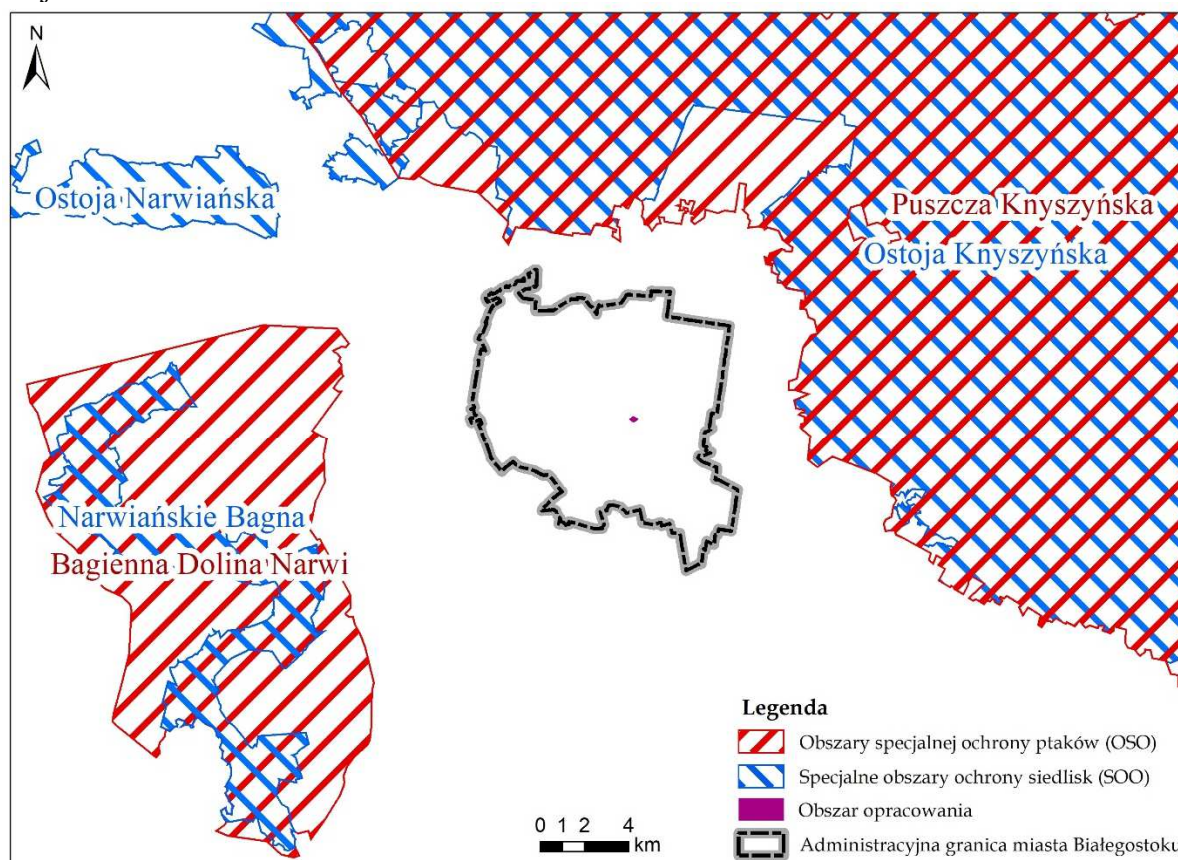 N
Ostoja Narwiańska
Puszcza Knyszyńska
Ostoja Knyszyńska
Narwiańskie Bagna
Bagienna Dolina Narwi
Legenda
Obszary specjalnej ochrony ptaków (OSO)
Specjalne obszary ochrony siedlisk (SOO)
Obszar opracowania
Administracyjna granica miasta Białegostoku
0 1 2 4
km